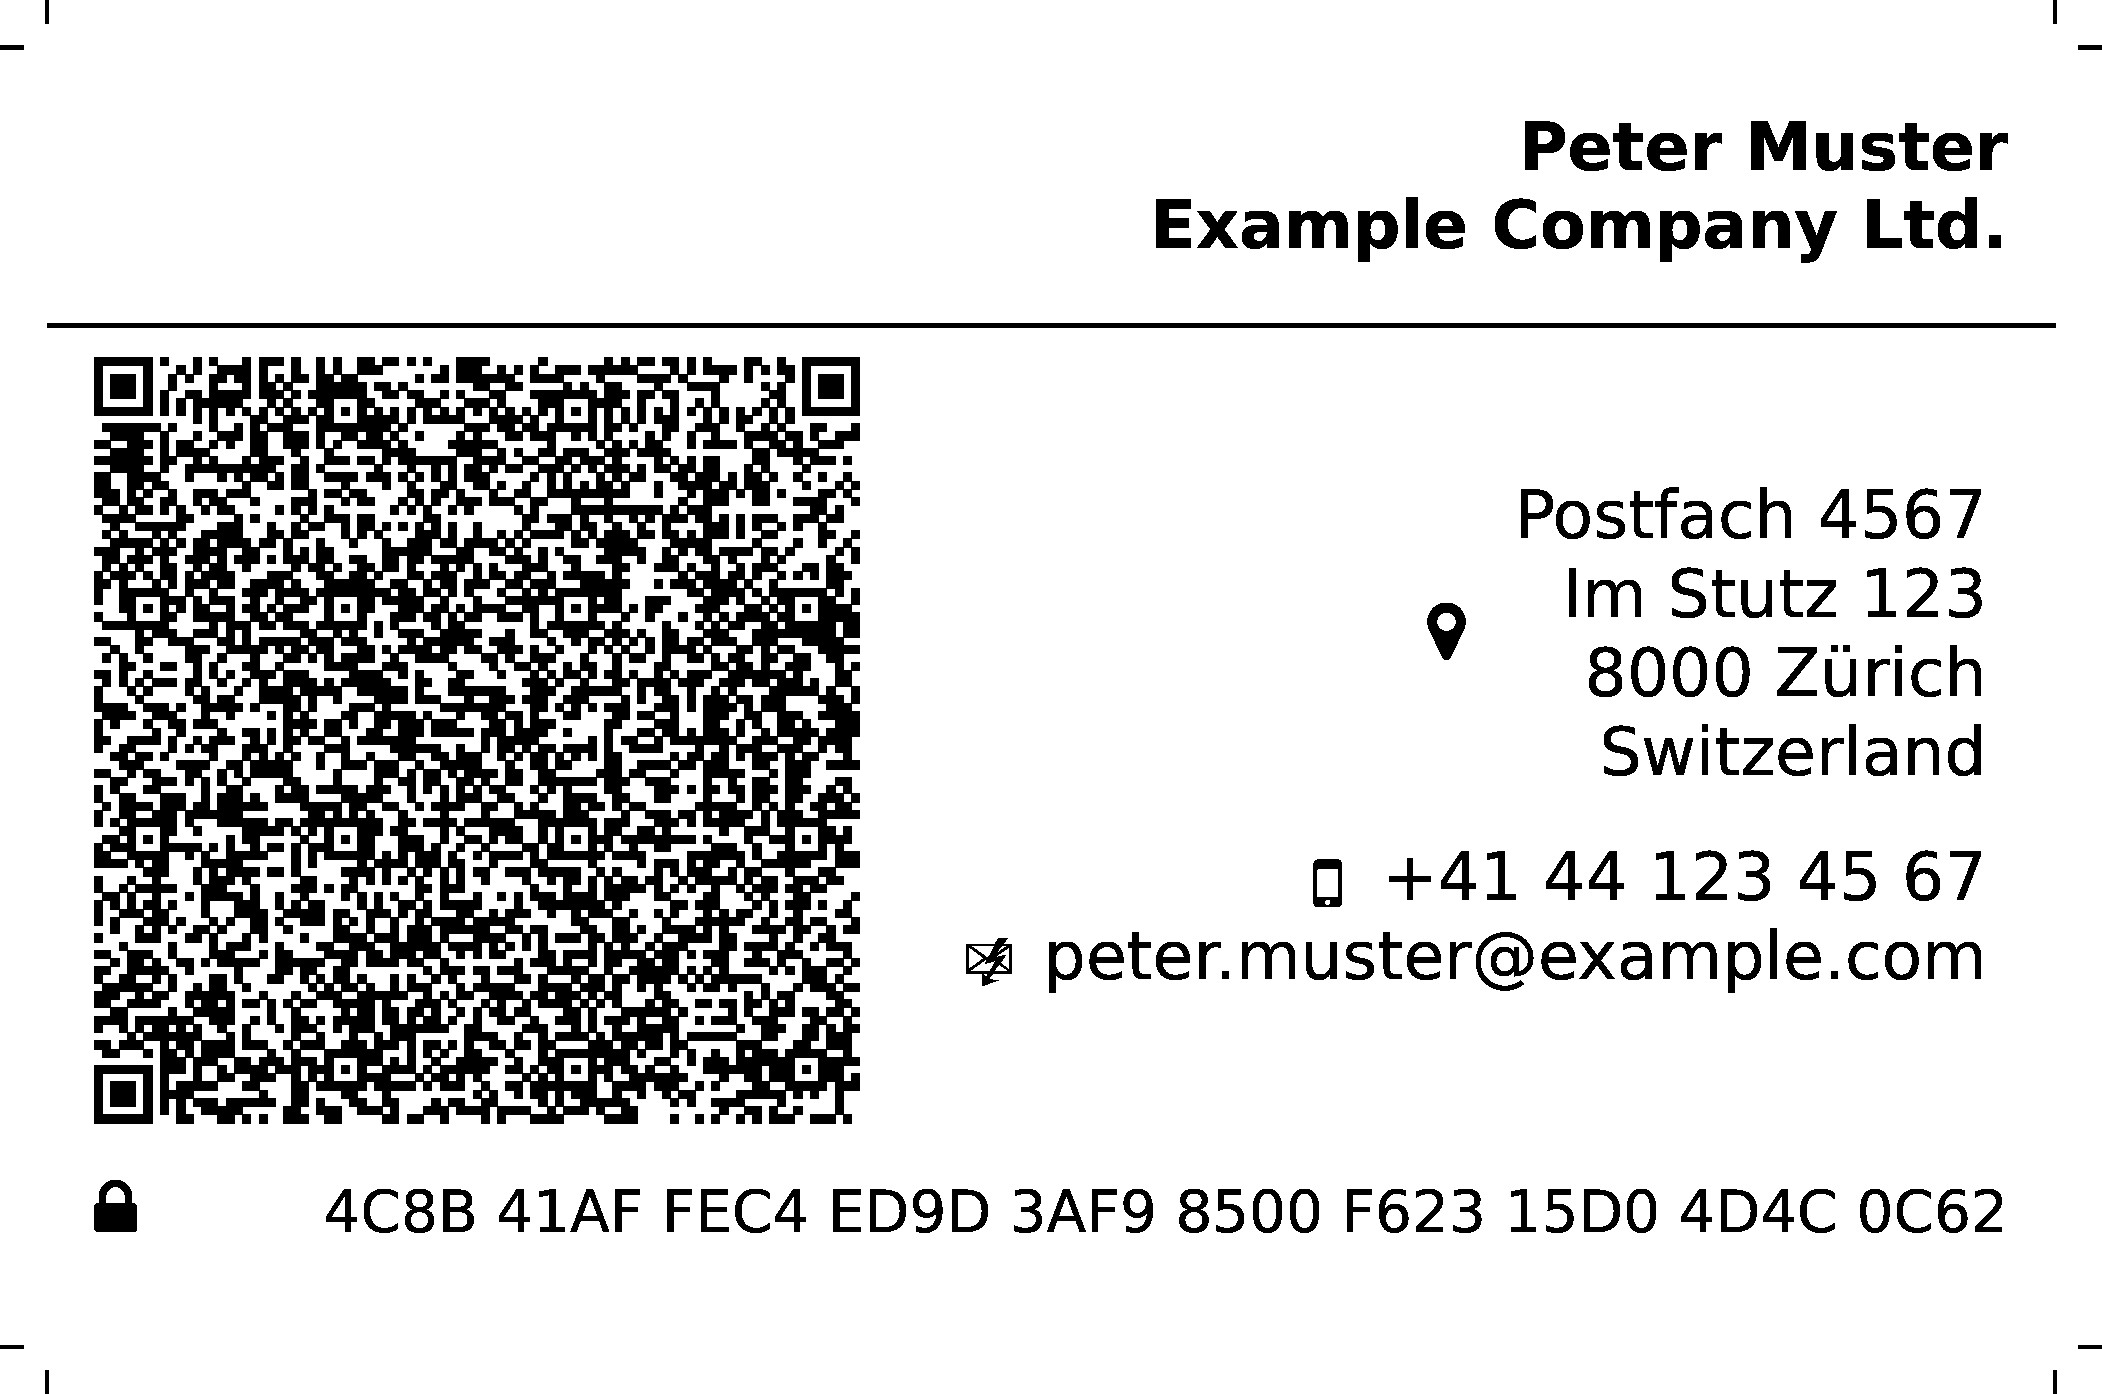 Peter Muster
Example Company Ltd.
Postfach 4567
Im Stutz 123
8000 Zürich
Switzerland
+41 44 123 45 67
peter.muster@example.com
4C8B 41AF FEC4 ED9D 3AF9 8500 F623 15D0 4D4C 0C62